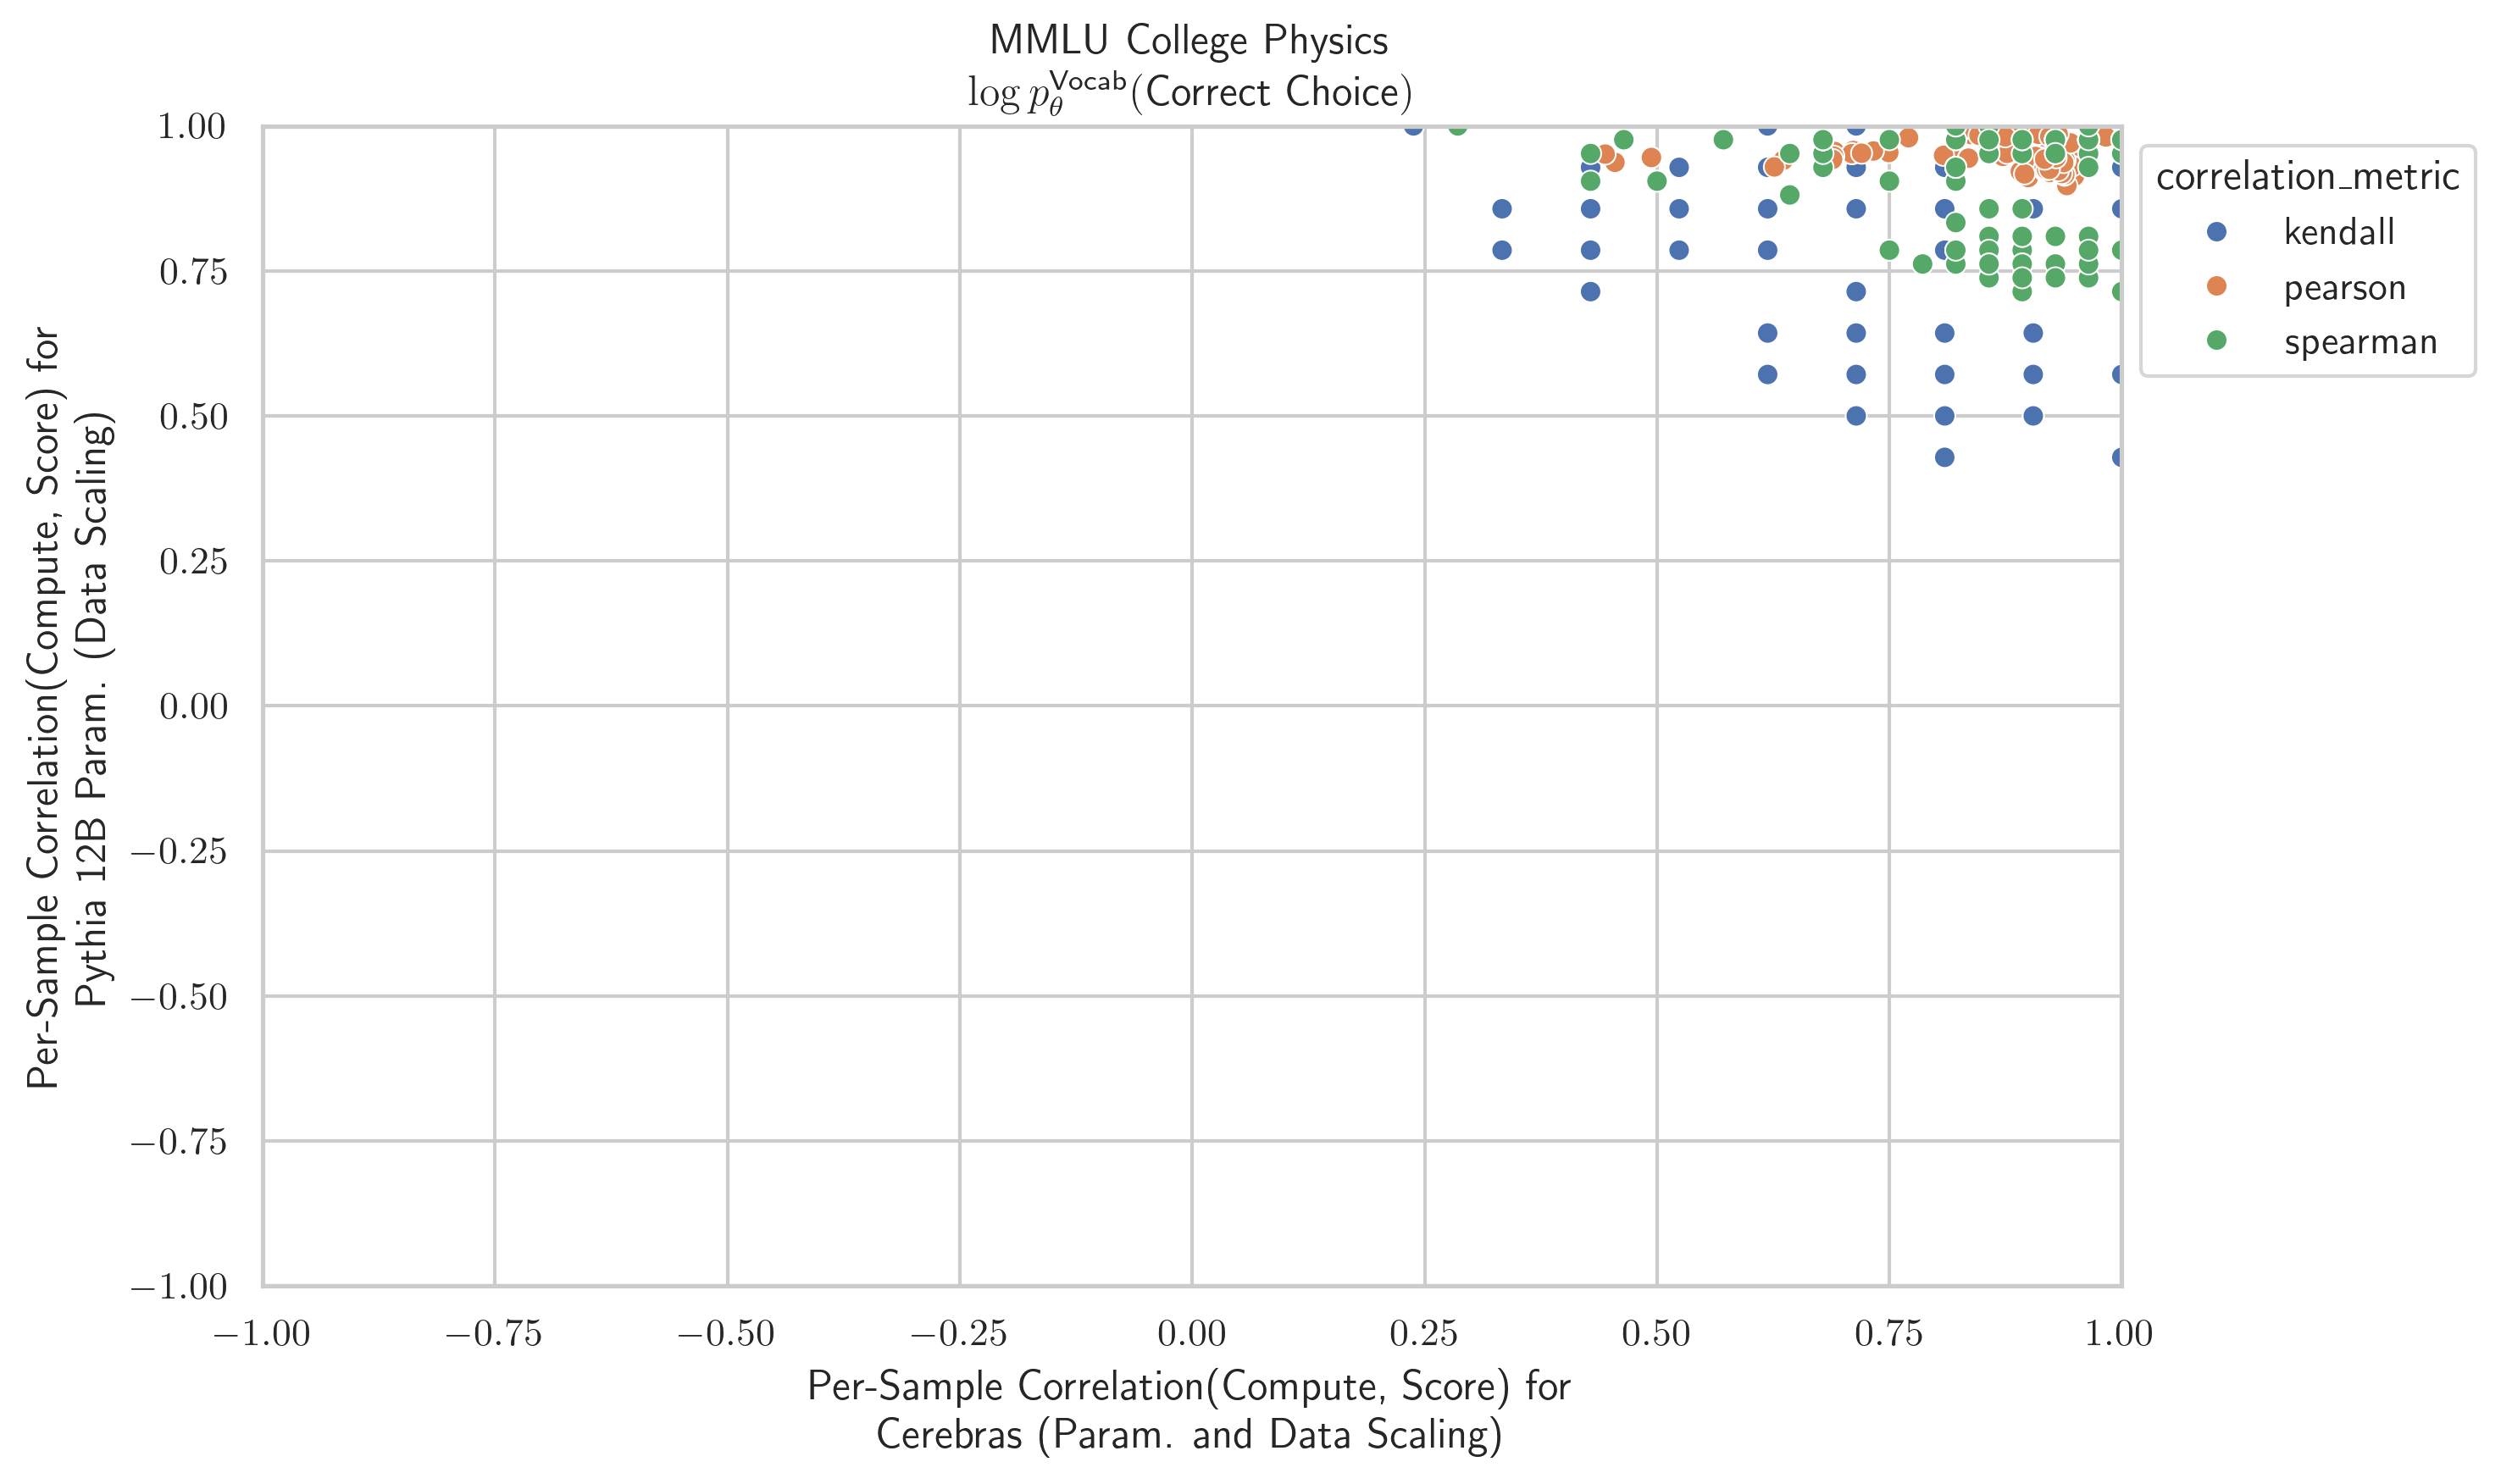 MMLU College Physics
log p_θ^Vocab(Correct Choice)
1.00
0.75
0.50
0.25
0.00
−0.25
−0.50
−0.75
−1.00
Per-Sample Correlation(Compute, Score) for
Pythia 12B Param. (Data Scaling)
correlation_metric
kendall
pearson
spearman
−1.00 −0.75 −0.50 −0.25 0.00 0.25 0.50 0.75 1.00
Per-Sample Correlation(Compute, Score) for
Cerebras (Param. and Data Scaling)